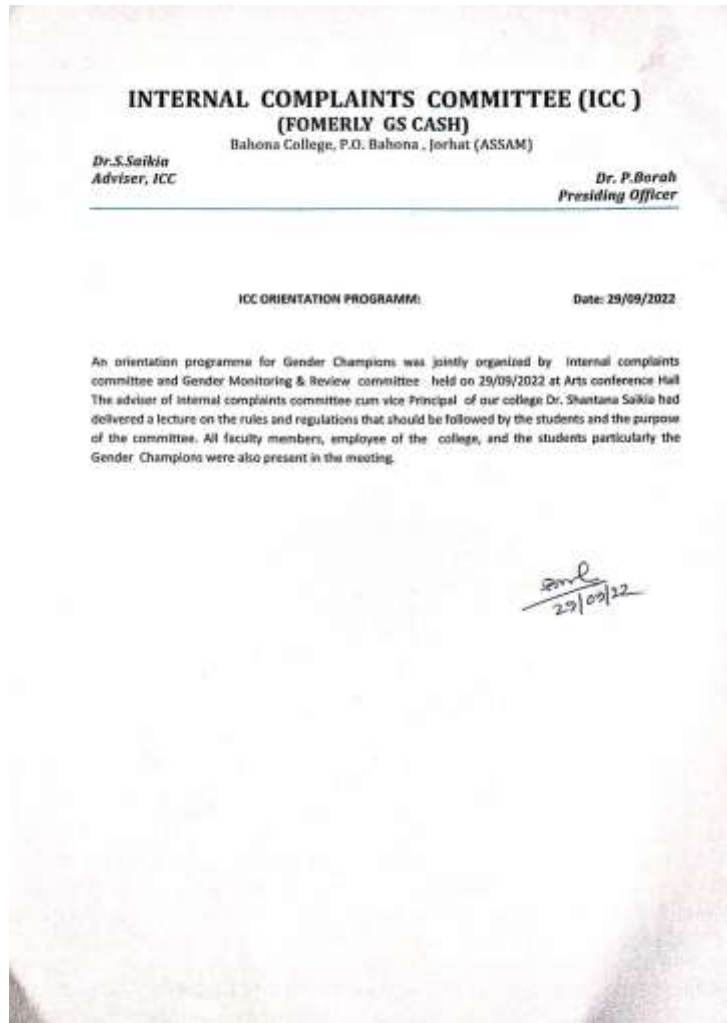 INTERNAL COMPLAINTS COMMITTEE (ICC )
(FOMERLY GS CASH)
Bahona College, P.O. Bahona , Jorhat (ASSAM)
Dr.S.Saikia
Adviser, ICC
Dr. P.Borah
Presiding Officer
ICC ORIENTATION PROGRAMM: Date: 29/09/2022
An orientation programme for Gender Champions was jointly organized by Internal complaints
committee and Gender Monitoring & Review committee held on 29/09/2022 at Arts conference Hall
The adviser of Internal complaints committee cum vice Principal of our college Dr. Shantana Saikia had
delivered a lecture on the rules and regulations that should be followed by the students and the purpose
of the committee. All faculty members, employee of the college, and the students particularly the
Gender Champions were also present in the meeting.
29/09/22